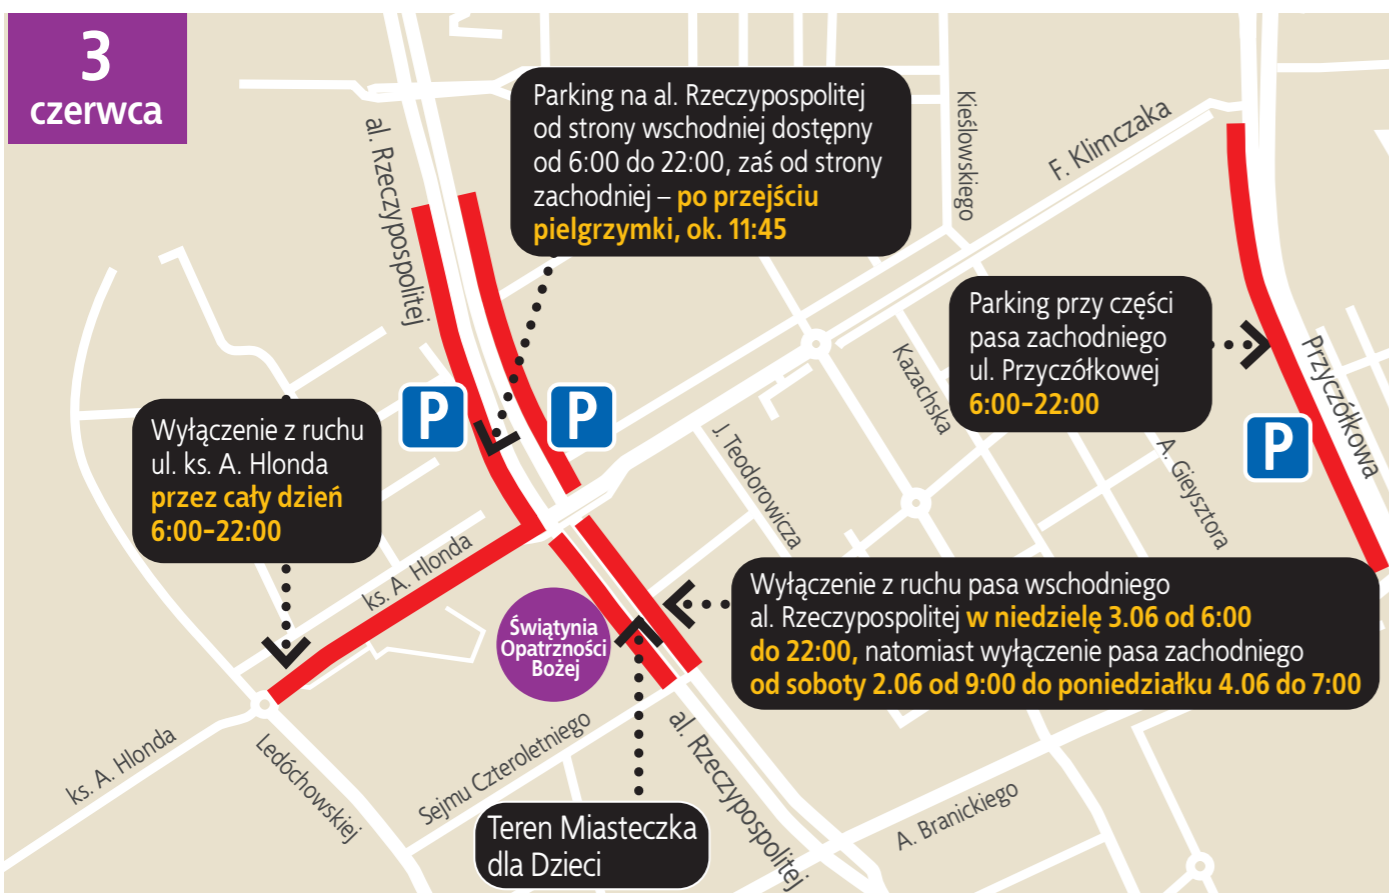 3
czerwca
al. Rzeczypospolitej
Parking na al. Rzeczypospolitej
od strony wschodniej dostępny
od 6:00 do 22:00, zaś od strony
zachodniej – po przejściu
pielgrzymki, ok. 11:45
Kieślowskiego
F. Klimczaka
Parking przy części
pasa zachodniego
ul. Przyczółkowej
6:00–22:00
Przyczółkowa
Kazachska
A. Gieysztora
J. Teodorowicza
P
P
P
Wyłączenie z ruchu
ul. ks. A. Hlonda
przez cały dzień
6:00–22:00
ks. A. Hlonda
Świątynia
Opatrzności
Bożej
Wyłączenie z ruchu pasa wschodniego
al. Rzeczypospolitej w niedzielę 3.06 od 6:00
do 22:00, natomiast wyłączenie pasa zachodniego
od soboty 2.06 od 9:00 do poniedziałku 4.06 do 7:00
ks. A. Hlonda
Ledóchowskiej
Sejmu Czteroletniego
al. Rzeczypospolitej
A. Branickiego
Teren Miasteczka
dla Dzieci